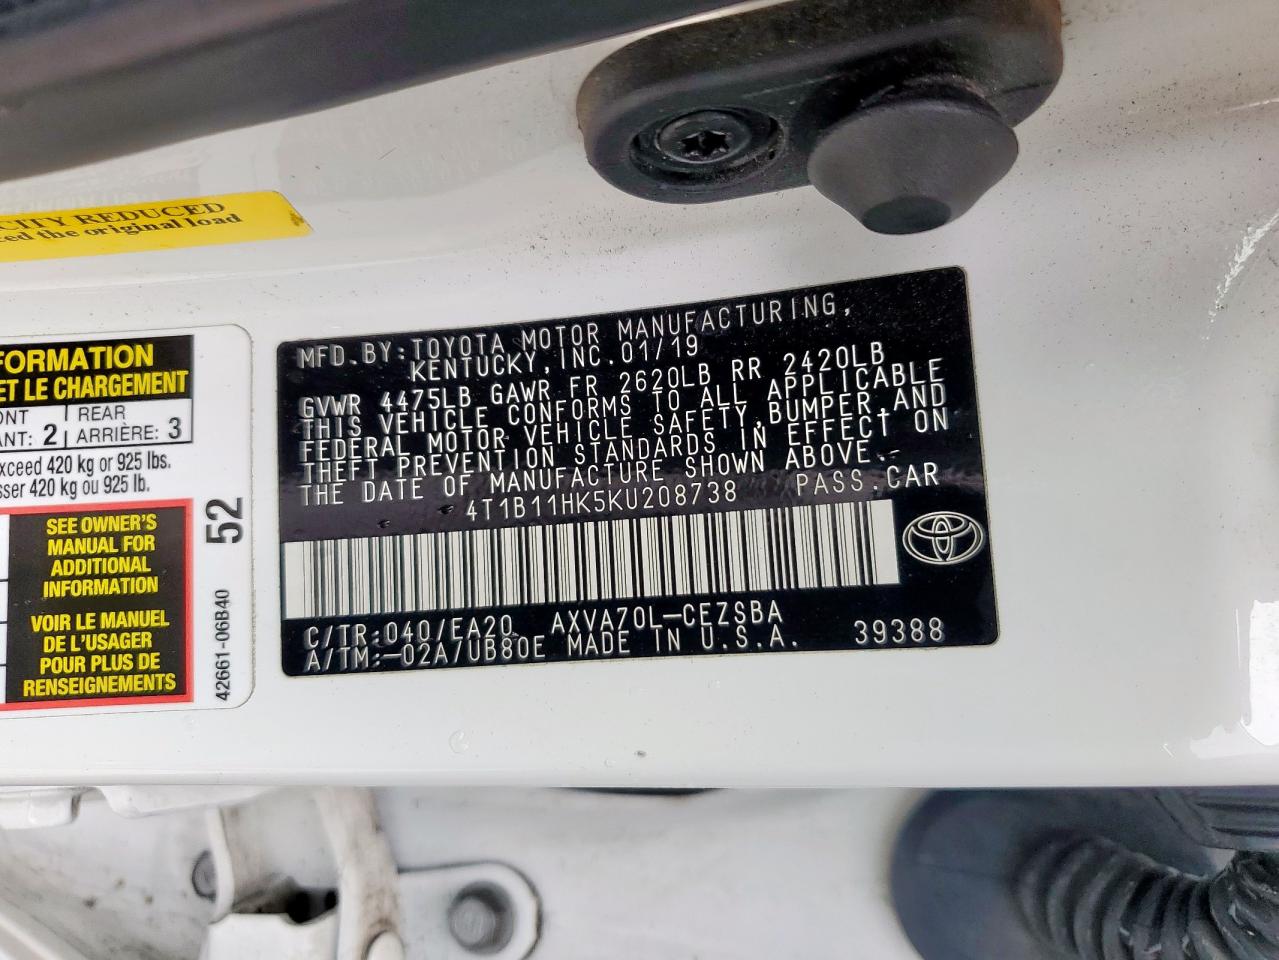 CITY REDUCED
the original load
FORMATION
ET LE CHARGEMENT
REAR
ANT: 2 ARRIÈRE: 3
exceed 420 kg or 925 lbs.
420 kg ou 925 lb.
SEE OWNER'S
MANUAL FOR
ADDITIONAL
INFORMATION
VOIR LE MANUEL
DE L'USAGER
POUR PLUS DE
RENSEIGNEMENTS
52
42661-06B40
MFD.BY:TOYOTA MOTOR MANUFACTURING,
KENTUCKY,INC.01/19
GVWR 4475LB GAWR FR 2620LB RR 2420LB
THIS VEHICLE CONFORMS TO ALL APPLICABLE
FEDERAL MOTOR VEHICLE SAFETY,BUMPER,AND
THEFT PREVENTION STANDARDS IN EFFECT ON
THE DATE OF MANUFACTURE SHOWN ABOVE.
4T1B11HK5KU208738 PASS.CAR
C/TR:040/EA20 AXVA70L-CEZSBA
A/TM:-02A/UB80E MADE IN U.S.A. 39388